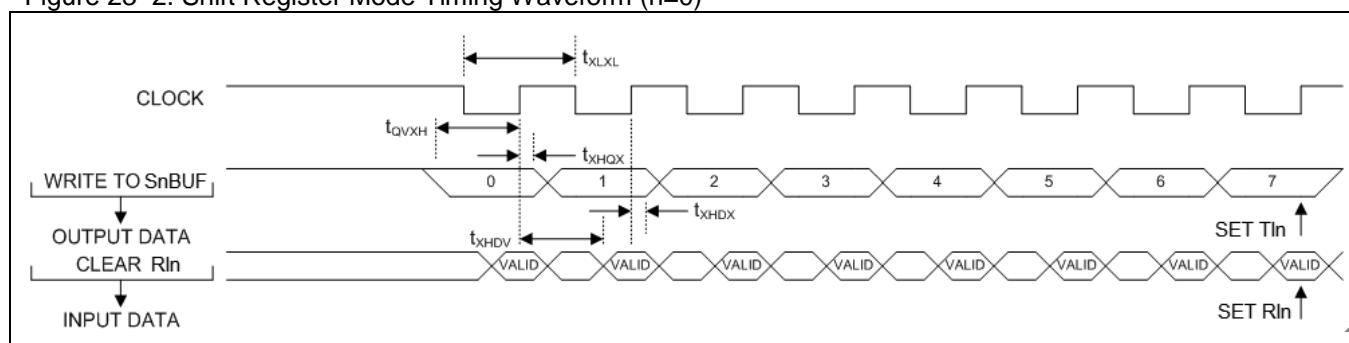 Figure 28–2. Shift Register Mode Timing Waveform (n=0)
tXLXL
CLOCK
tQVXH
tXHQX
WRITE TO SnBUF
0 1 2 3 4 5 6 7
tXHDX
OUTPUT DATA
SET TIn
tXHDV
CLEAR RIn
VALID VALID VALID VALID VALID VALID VALID VALID
SET RIn
INPUT DATA